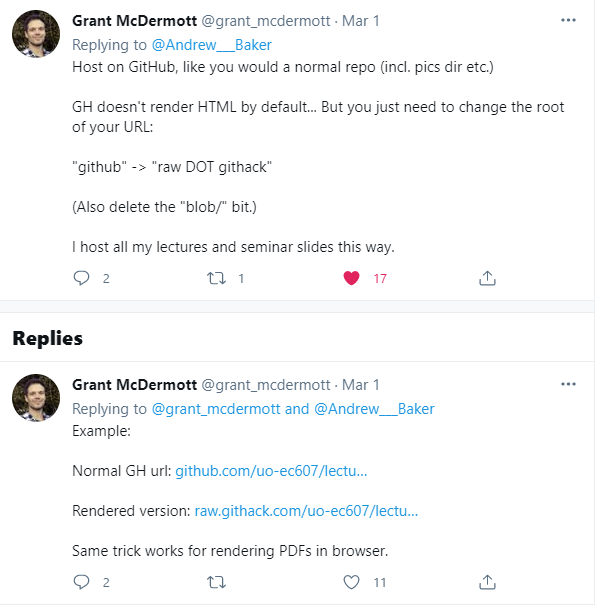 Grant McDermott @grant_mcdermott · Mar 1
Replying to @Andrew___Baker
Host on GitHub, like you would a normal repo (incl. pics dir etc.)
GH doesn't render HTML by default... But you just need to change the root
of your URL:
"github" -> "raw DOT githack"
(Also delete the "blob/" bit.)
I host all my lectures and seminar slides this way.
2 1 17
Replies
Grant McDermott @grant_mcdermott · Mar 1
Replying to @grant_mcdermott and @Andrew___Baker
Example:
Normal GH url: github.com/uo-ec607/lectu...
Rendered version: raw.githack.com/uo-ec607/lectu...
Same trick works for rendering PDFs in browser.
2 11